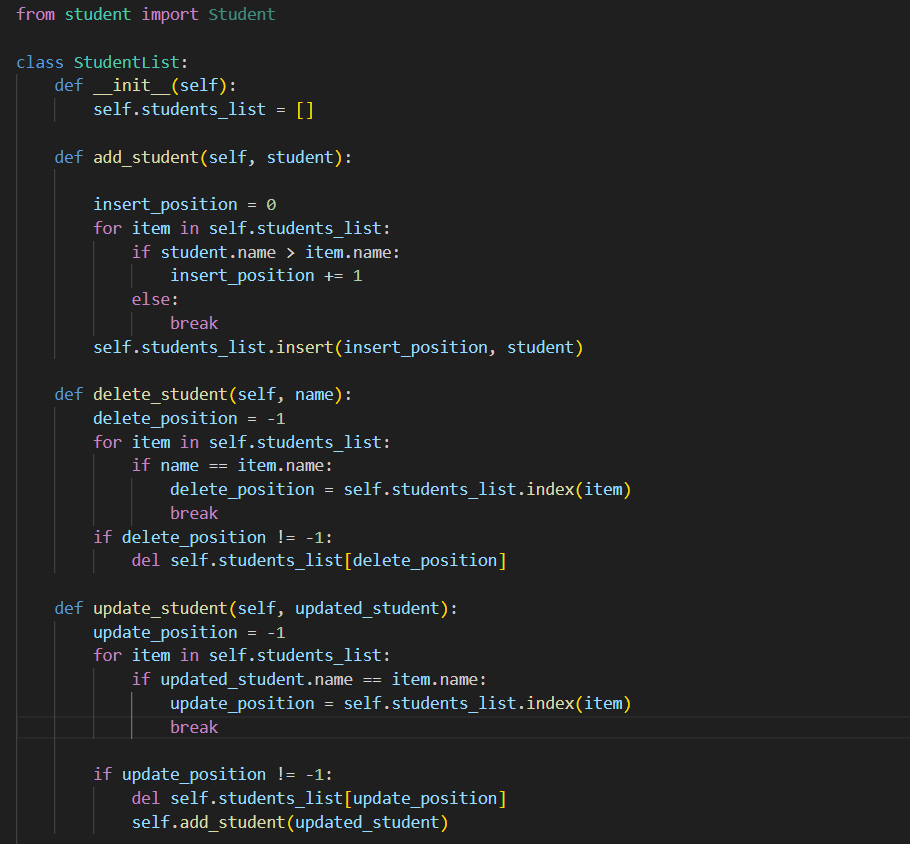 from student import Student
class StudentList:
    def __init__(self):
        self.students_list = []
    def add_student(self, student):
        insert_position = 0
        for item in self.students_list:
            if student.name > item.name:
                insert_position += 1
            else:
                break
        self.students_list.insert(insert_position, student)
    def delete_student(self, name):
        delete_position = -1
        for item in self.students_list:
            if name == item.name:
                delete_position = self.students_list.index(item)
                break
        if delete_position != -1:
            del self.students_list[delete_position]
    def update_student(self, updated_student):
        update_position = -1
        for item in self.students_list:
            if updated_student.name == item.name:
                update_position = self.students_list.index(item)
                break
        if update_position != -1:
            del self.students_list[update_position]
            self.add_student(updated_student)